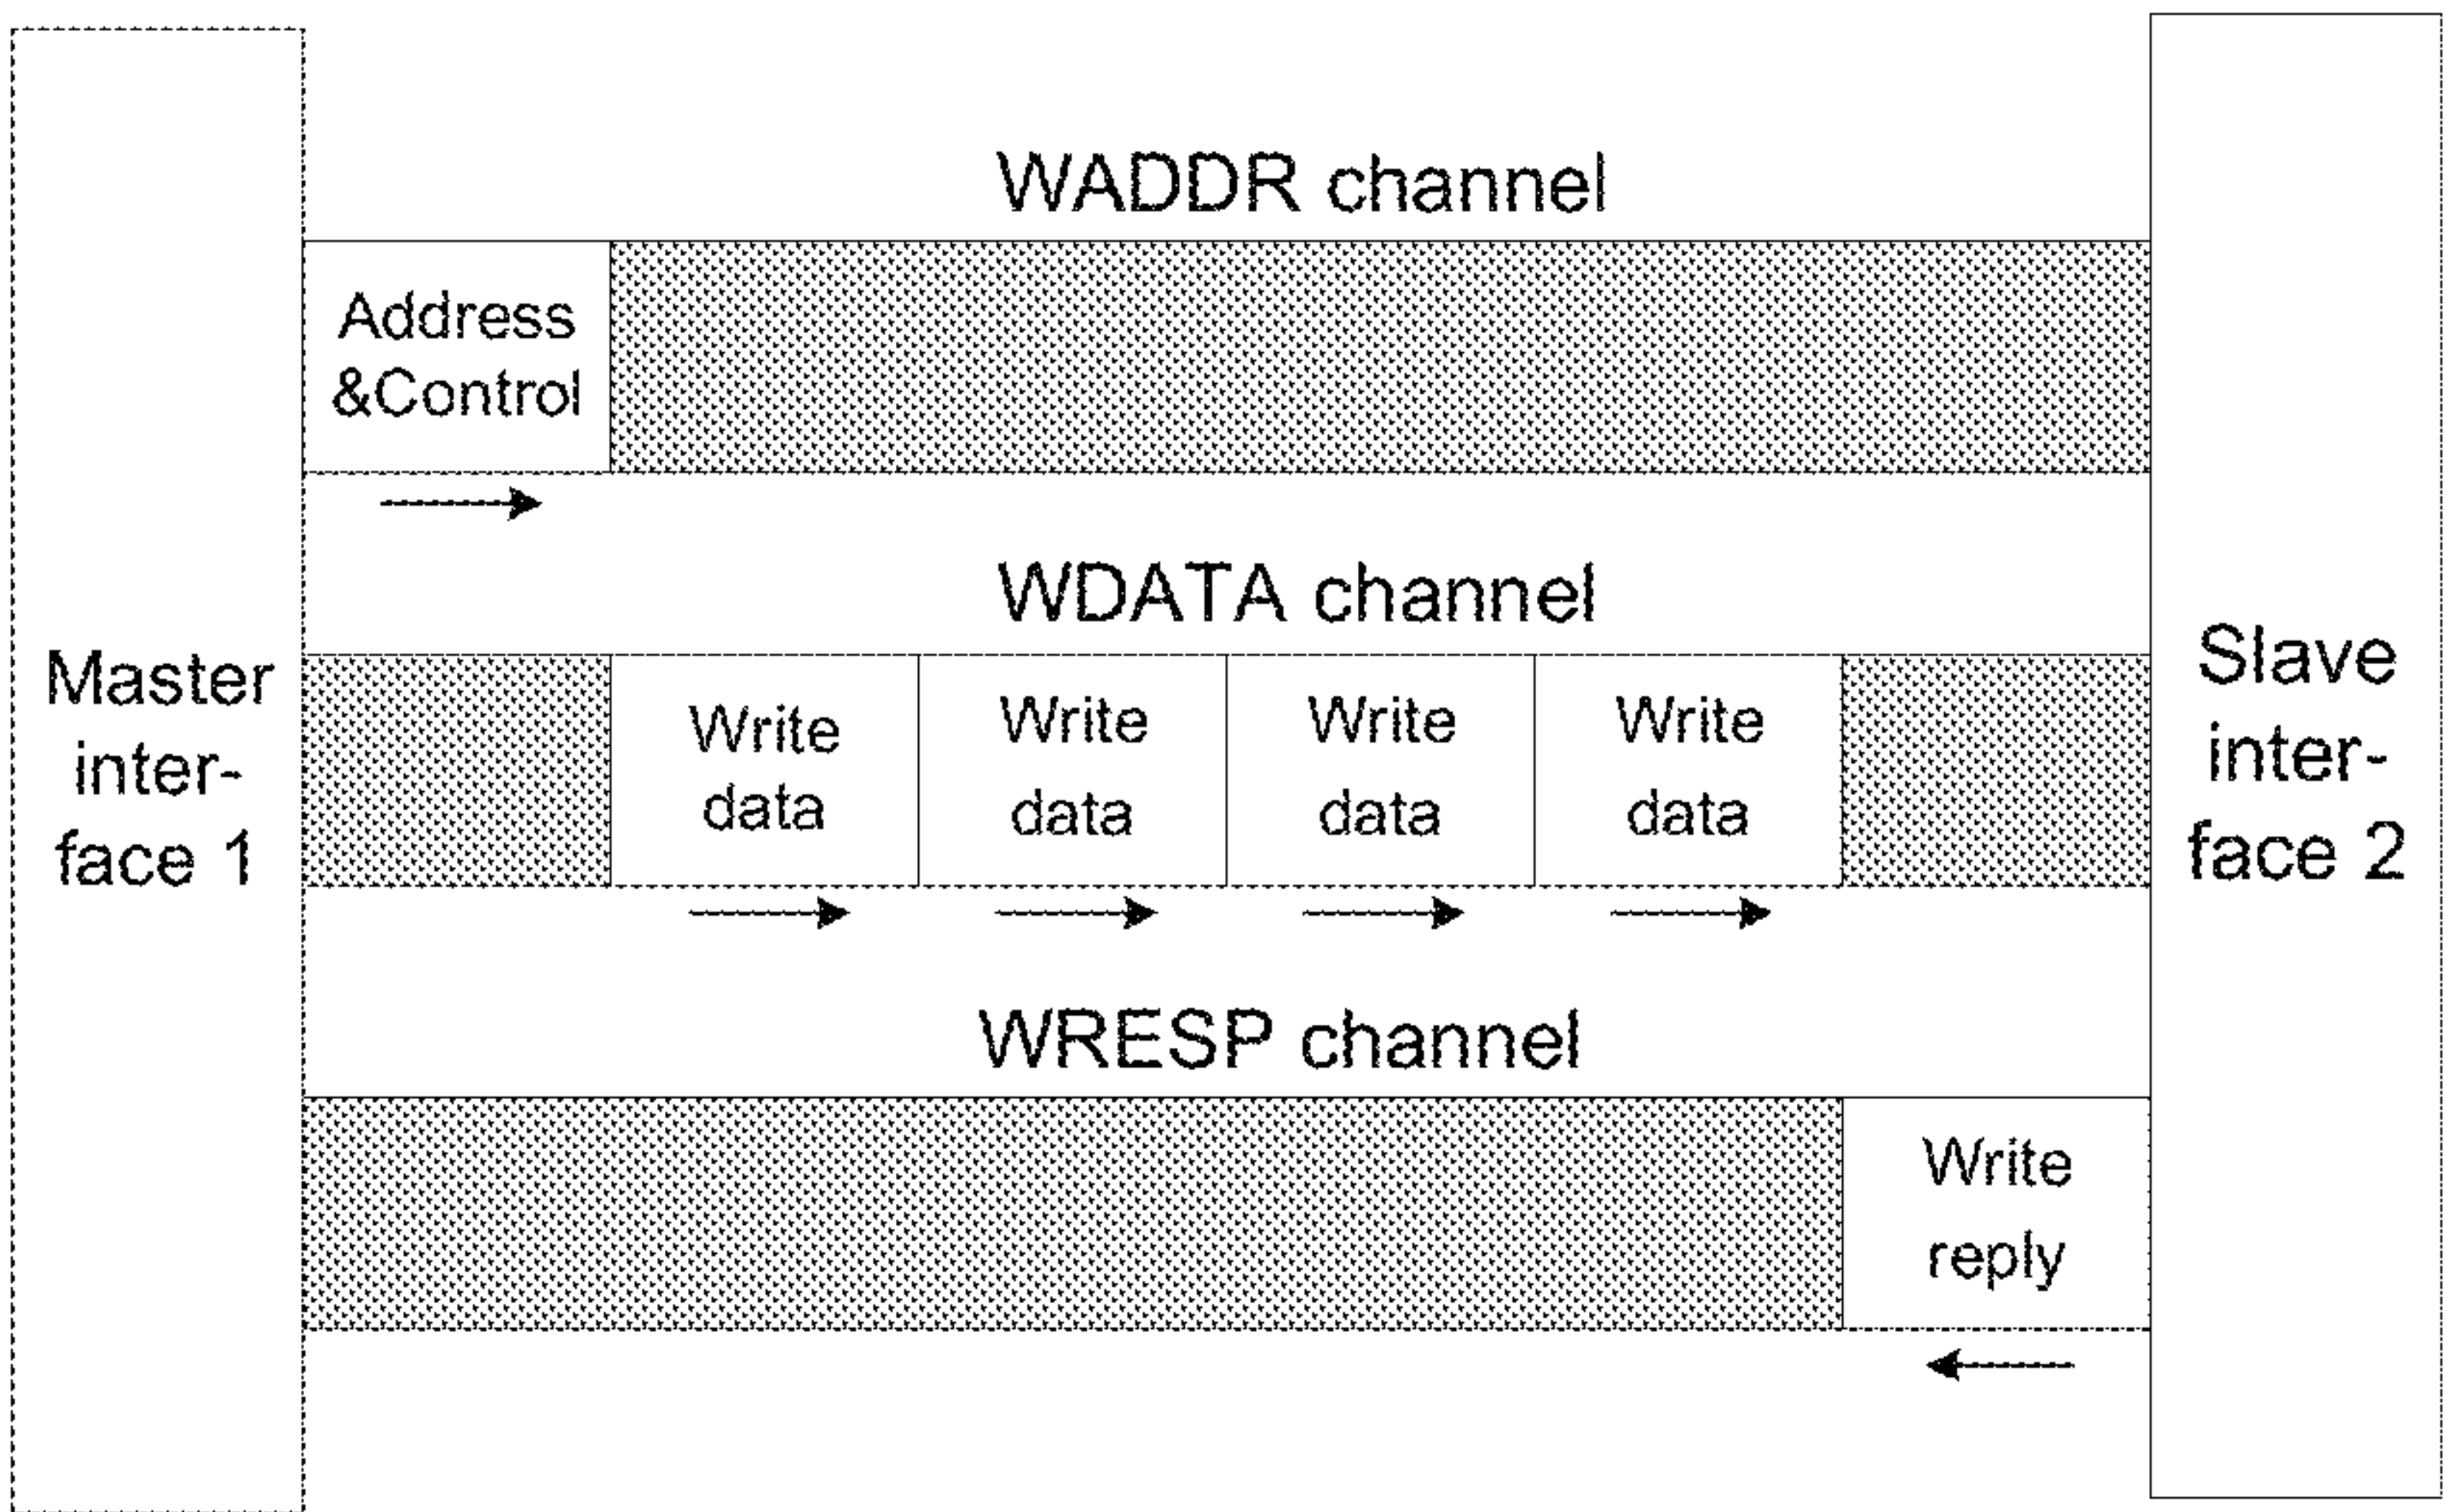 WADDR channel
Address
&Control
WDATA channel
Master
inter-
face 1
Write
data
Write
data
Write
data
Write
data
Slave
inter-
face 2
WRESP channel
Write
reply